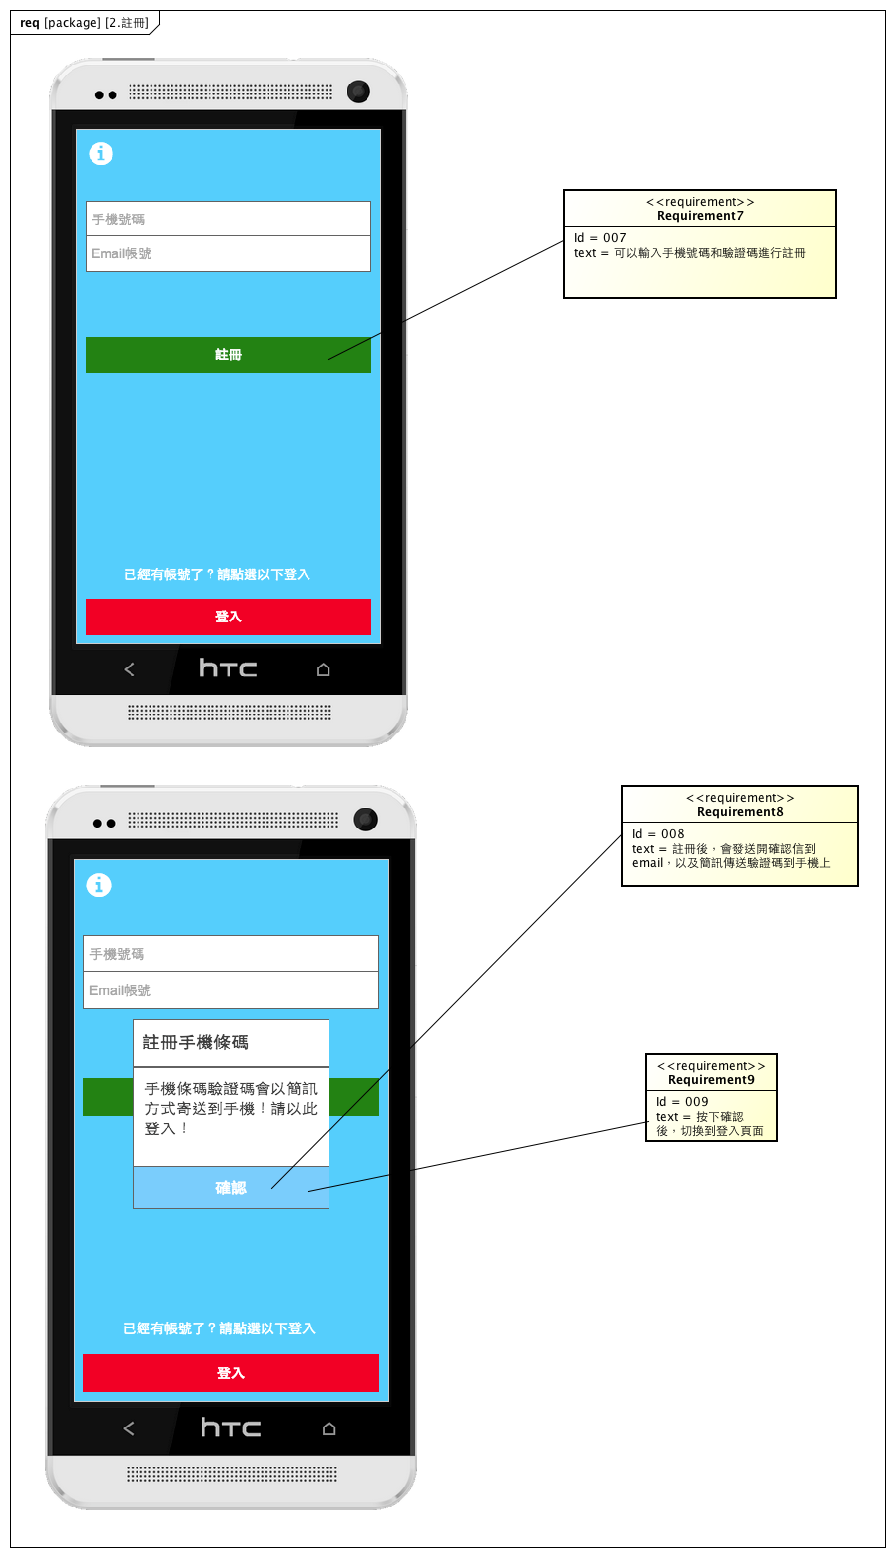 req [package] [2.註冊]
手機號碼
Email帳號
註冊
已經有帳號了？請點選以下登入
登入
htc
<<requirement>>
Requirement7
Id = 007
text = 可以輸入手機號碼和驗證碼進行註冊
手機號碼
Email帳號
註冊手機條碼
手機條碼驗證碼會以簡訊
方式寄送到手機！請以此
登入！
確認
已經有帳號了？請點選以下登入
登入
htc
<<requirement>>
Requirement8
Id = 008
text = 註冊後，會發送開確認信到
email，以及簡訊傳送驗證碼到手機上
<<requirement>>
Requirement9
Id = 009
text = 按下確認
後，切換到登入頁面